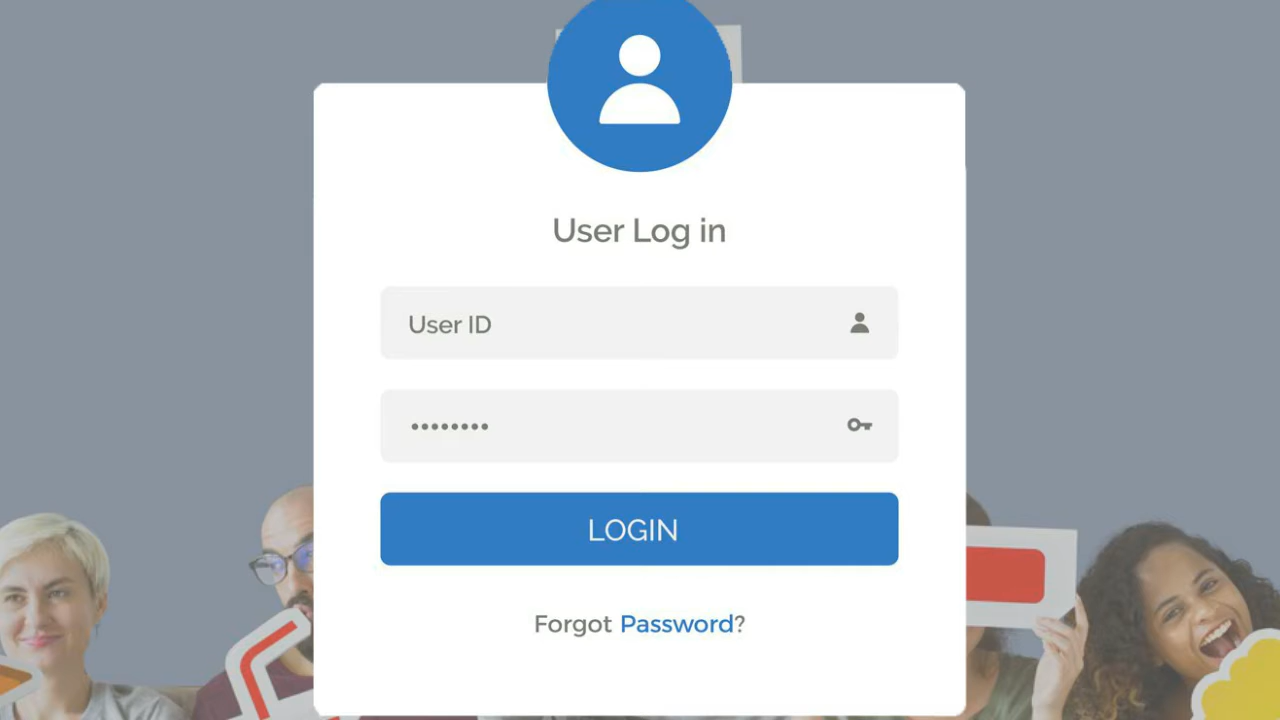 User Log in
User ID
••••••••
LOGIN
Forgot Password?